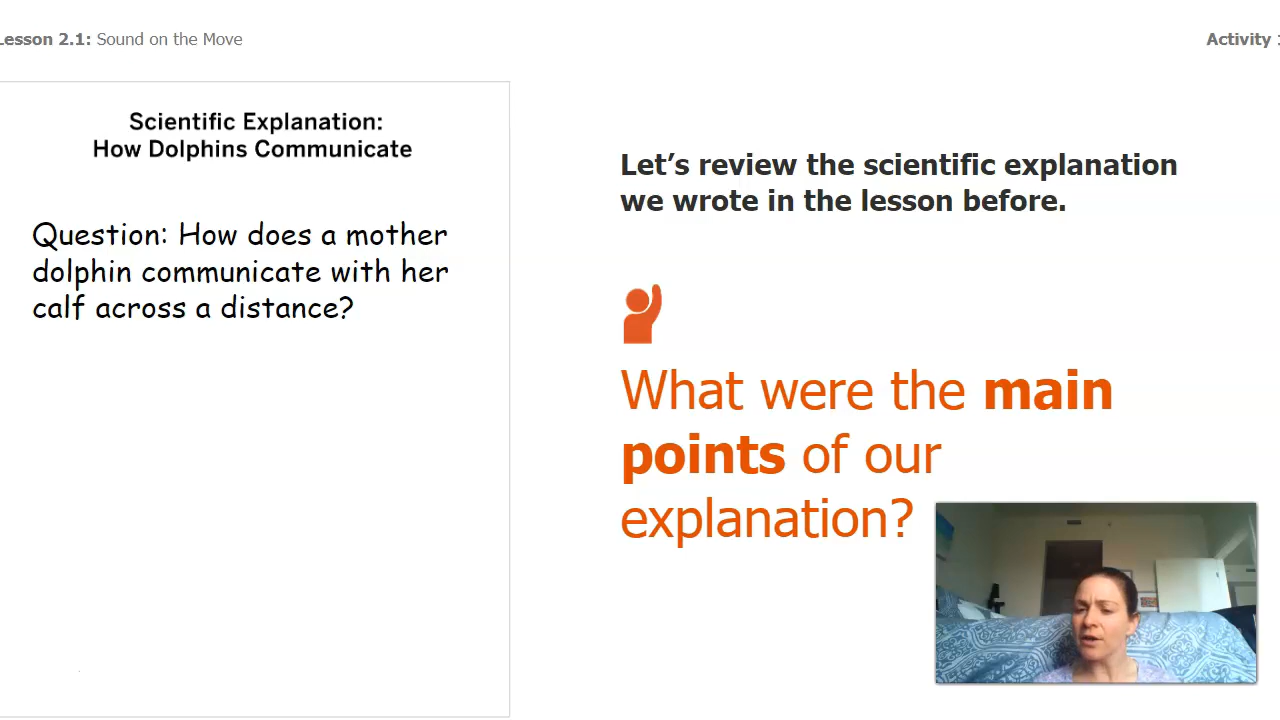 Lesson 2.1: Sound on the Move
Activity
Scientific Explanation:
How Dolphins Communicate
Question: How does a mother
dolphin communicate with her
calf across a distance?
Let's review the scientific explanation
we wrote in the lesson before.
What were the main
points of our
explanation?